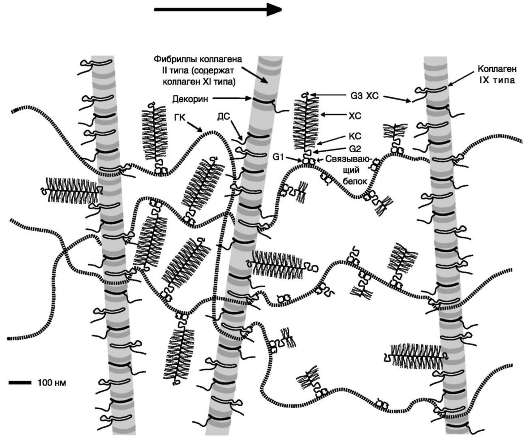 Фибриллы коллагена
II типа (содержат
коллаген XI типа)
Коллаген
IX типа
Декорин
G3 ХС
ГК
ДС
ХС
КС
G2
G1
Связываю-
щий
белок
100 нм